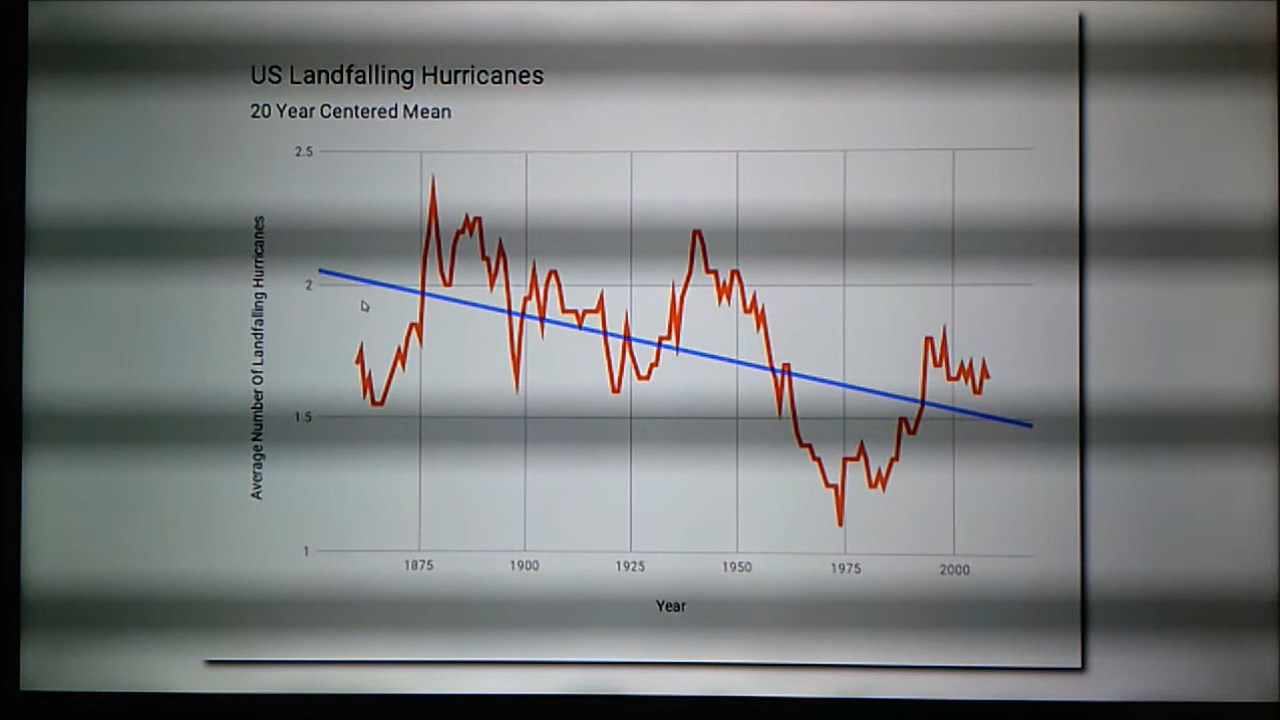 US Landfalling Hurricanes
20 Year Centered Mean
Average Number Of Landfalling Hurricanes
2.5
2
1.5
1
1875
1900
1925
1950
1975
2000
Year